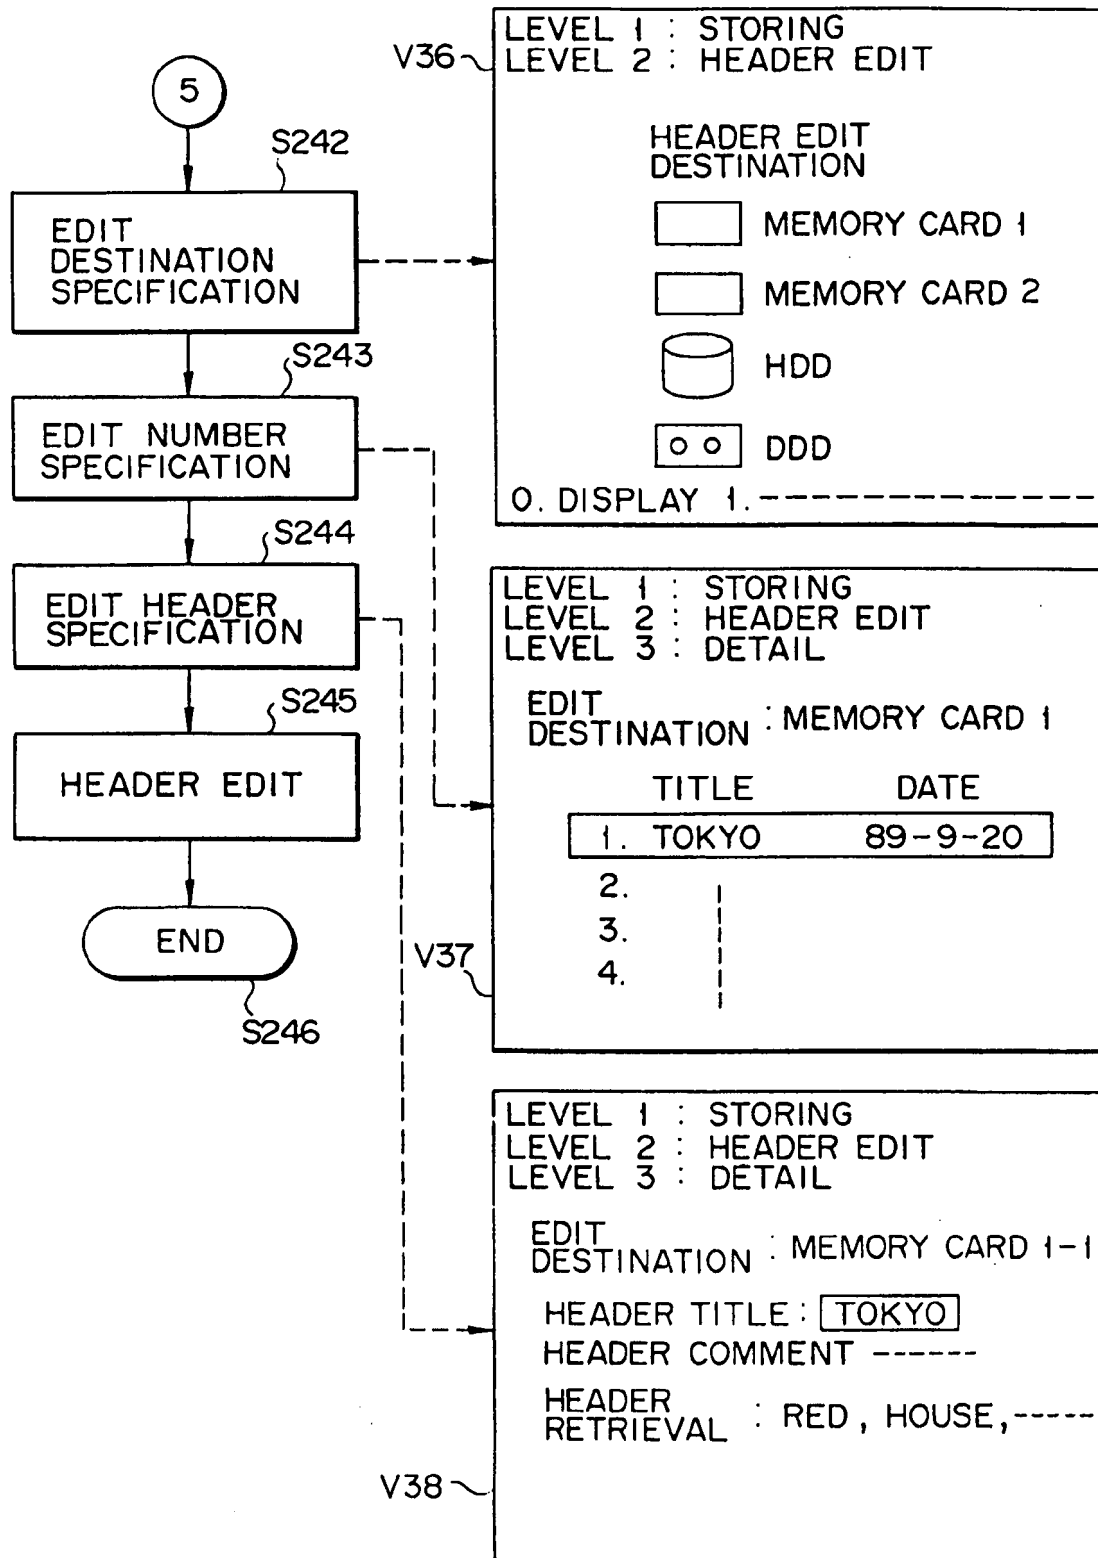 5
S242
EDIT
DESTINATION
SPECIFICATION
S243
EDIT NUMBER
SPECIFICATION
S244
EDIT HEADER
SPECIFICATION
S245
HEADER EDIT
END
S246
V36
LEVEL 1 : STORING
LEVEL 2 : HEADER EDIT
HEADER EDIT
DESTINATION
MEMORY CARD 1
MEMORY CARD 2
HDD
DDD
0. DISPLAY 1. ----------------
V37
LEVEL 1 : STORING
LEVEL 2 : HEADER EDIT
LEVEL 3 : DETAIL
EDIT
DESTINATION : MEMORY CARD 1
TITLE DATE
1. TOKYO 89-9-20
2.
3.
4.
V38
LEVEL 1 : STORING
LEVEL 2 : HEADER EDIT
LEVEL 3 : DETAIL
EDIT
DESTINATION : MEMORY CARD 1-1
HEADER TITLE : TOKYO
HEADER COMMENT ------
HEADER
RETRIEVAL : RED, HOUSE, -----